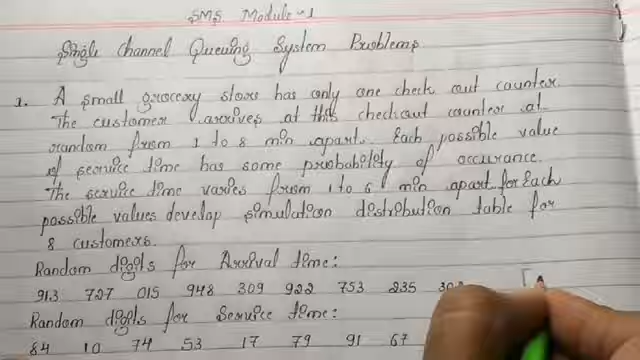 SMS Module-1
Single Channel Queuing System Problems
1. A small grocery store has only one check out counter.
The customer arrives at this checkout counter at
random from 1 to 8 min apart. Each possible value
of service time has some probability of occurance.
The service time varies from 1 to 6 min apart for Each
possible values develop simulation distribution table for
8 customers.
Random digits for Arrival time:
913 727 015 948 309 922 753 235
Random digits for Service time:
84 10 74 53 17 79 91 67